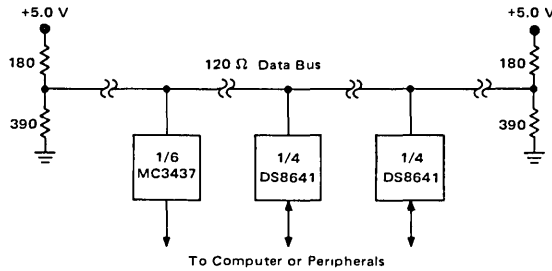 +5.0 V
+5.0 V
180
120 Ω Data Bus
180
390
390
1/6
MC3437
1/4
DS8641
1/4
DS8641
To Computer or Peripherals